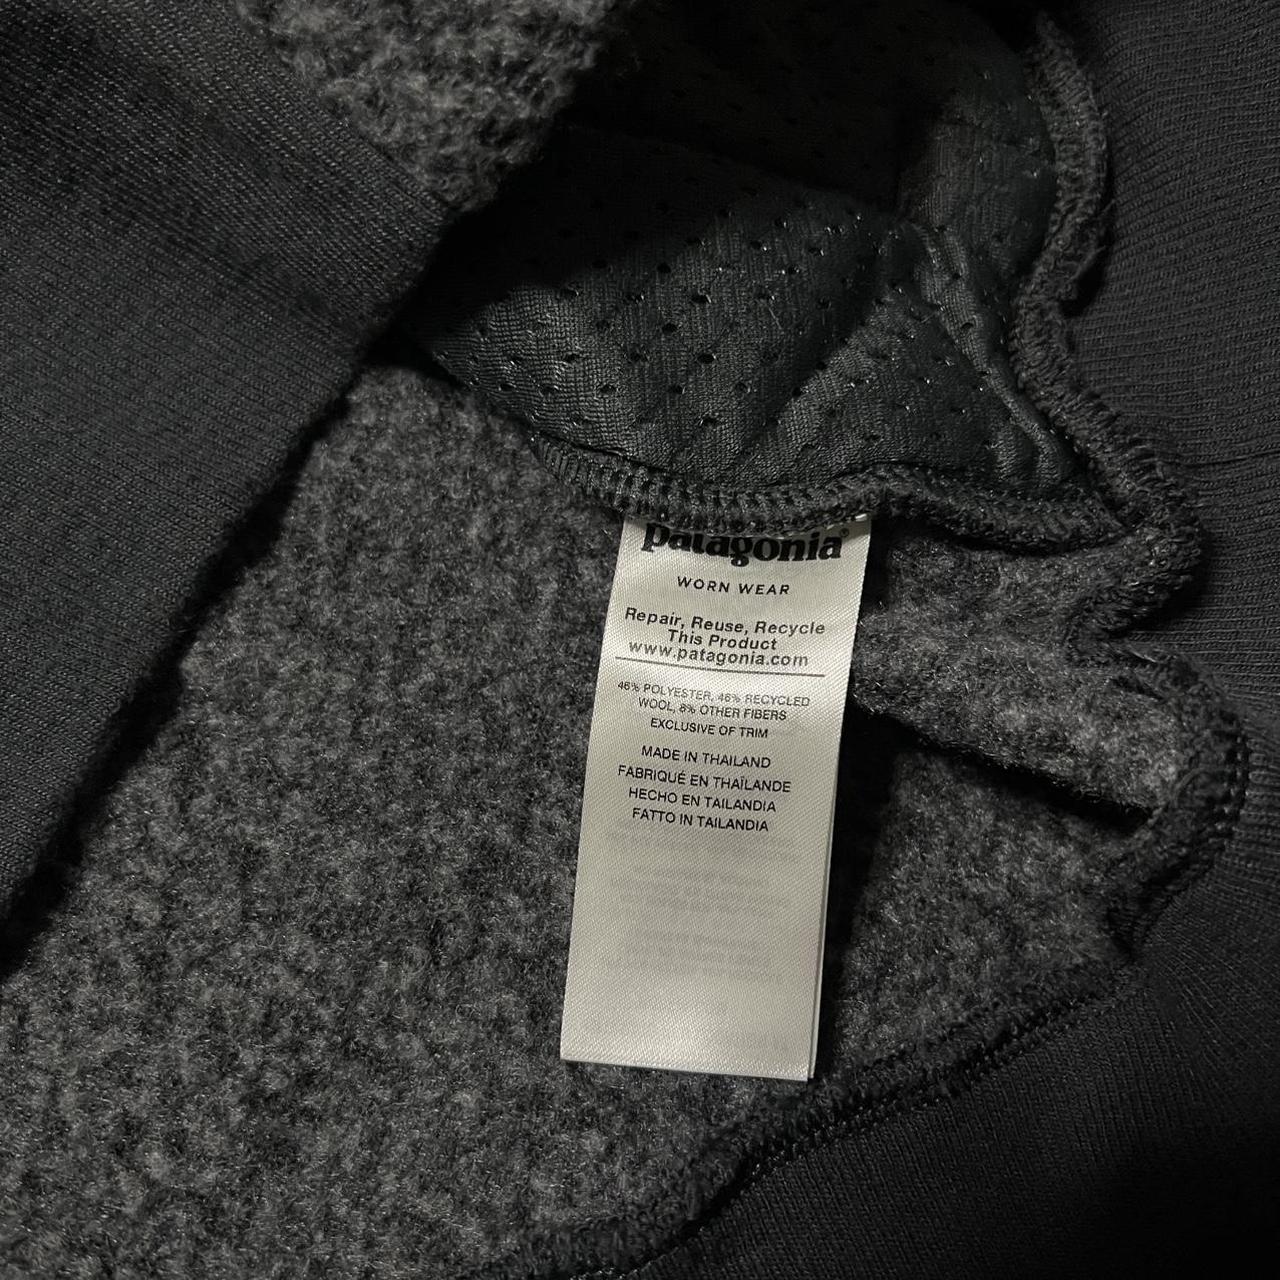 patagonia®
WORN WEAR
Repair, Reuse, Recycle
This Product
www.patagonia.com
46% POLYESTER, 46% RECYCLED
WOOL, 8% OTHER FIBERS
EXCLUSIVE OF TRIM
MADE IN THAILAND
FABRIQUÉ EN THAÏLANDE
HECHO EN TAILANDIA
FATTO IN TAILANDIA